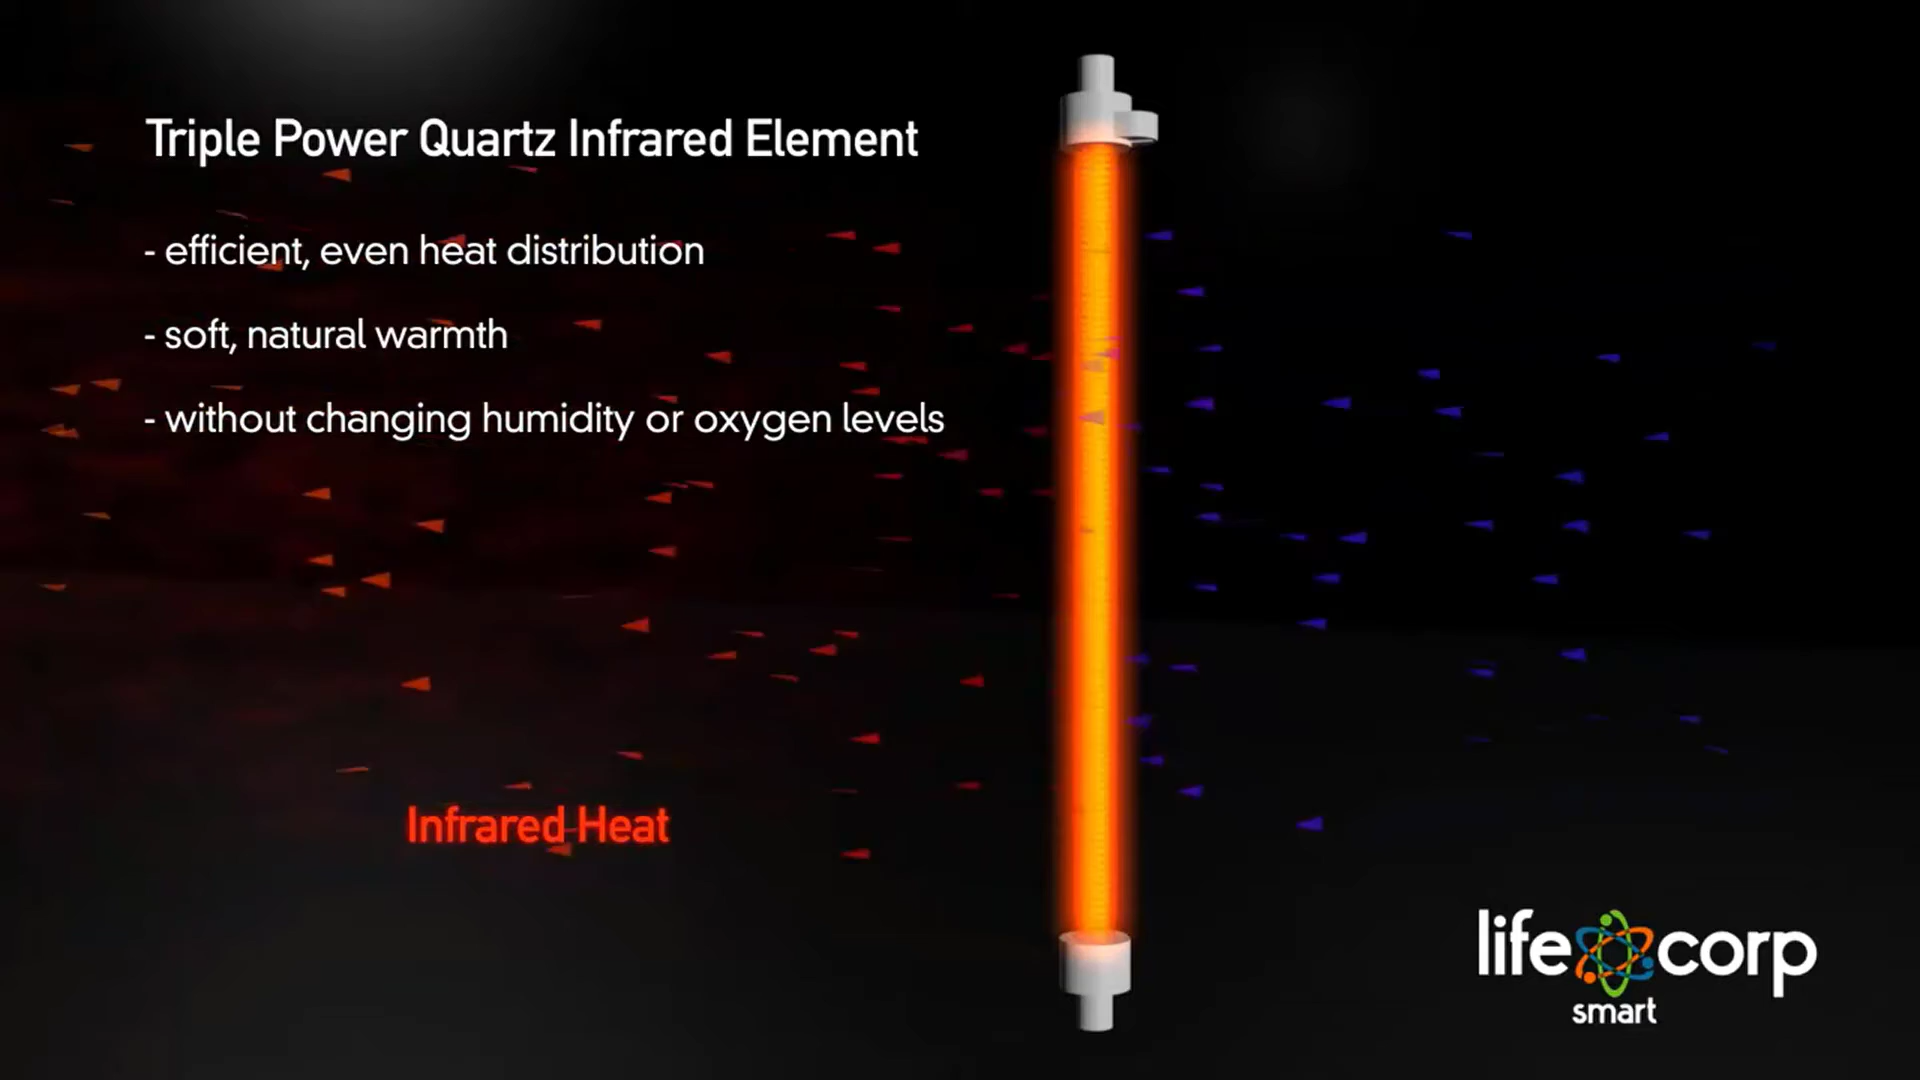 Triple Power Quartz Infrared Element
- efficient, even heat distribution
- soft, natural warmth
- without changing humidity or oxygen levels
Infrared Heat
life corp
smart